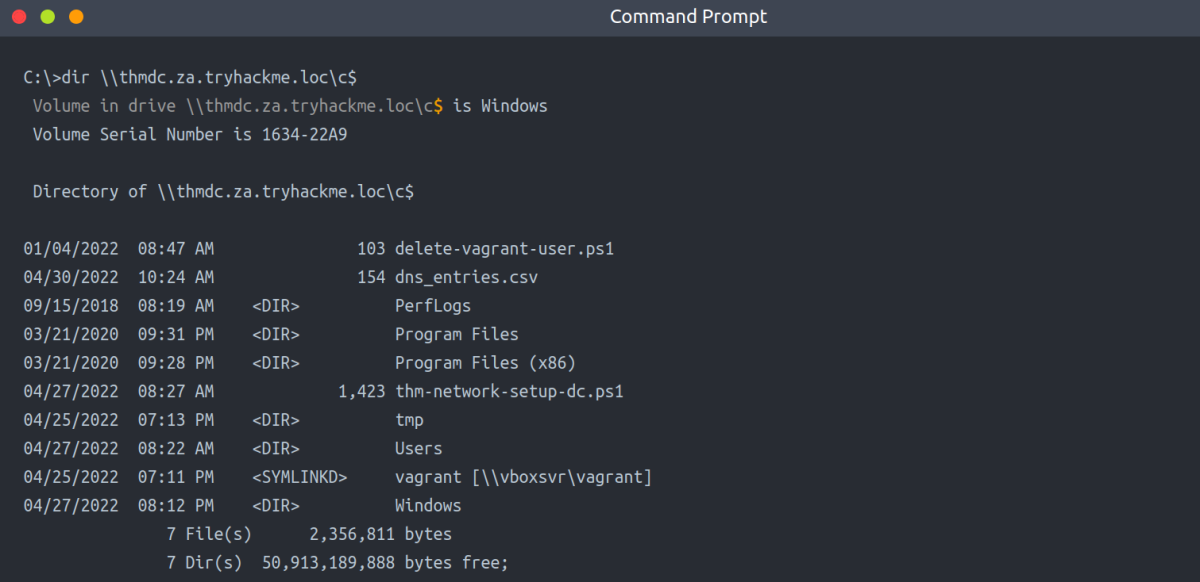 Command Prompt
C:\>dir \\thmdc.za.tryhackme.loc\c$
Volume in drive \\thmdc.za.tryhackme.loc\c$ is Windows
Volume Serial Number is 1634-22A9
Directory of \\thmdc.za.tryhackme.loc\c$
01/04/2022  08:47 AM               103 delete-vagrant-user.ps1
04/30/2022  10:24 AM               154 dns_entries.csv
09/15/2018  08:19 AM    <DIR>          PerfLogs
03/21/2020  09:31 PM    <DIR>          Program Files
03/21/2020  09:28 PM    <DIR>          Program Files (x86)
04/27/2022  08:27 AM             1,423 thm-network-setup-dc.ps1
04/25/2022  07:13 PM    <DIR>          tmp
04/27/2022  08:22 AM    <DIR>          Users
04/25/2022  07:11 PM    <SYMLINKD>     vagrant [\\vboxsvr\vagrant]
04/27/2022  08:12 PM    <DIR>          Windows
               7 File(s)      2,356,811 bytes
               7 Dir(s)  50,913,189,888 bytes free;